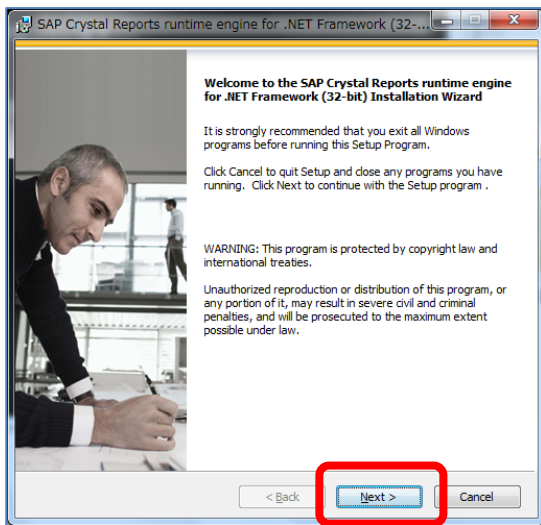 SAP Crystal Reports runtime engine for .NET Framework (32-...
Welcome to the SAP Crystal Reports runtime engine
for .NET Framework (32-bit) Installation Wizard
It is strongly recommended that you exit all Windows
programs before running this Setup Program.
Click Cancel to quit Setup and close any programs you have
running.  Click Next to continue with the Setup program .
WARNING: This program is protected by copyright law and
international treaties.
Unauthorized reproduction or distribution of this program, or
any portion of it, may result in severe civil and criminal
penalties, and will be prosecuted to the maximum extent
possible under law.
< Back
Next >
Cancel